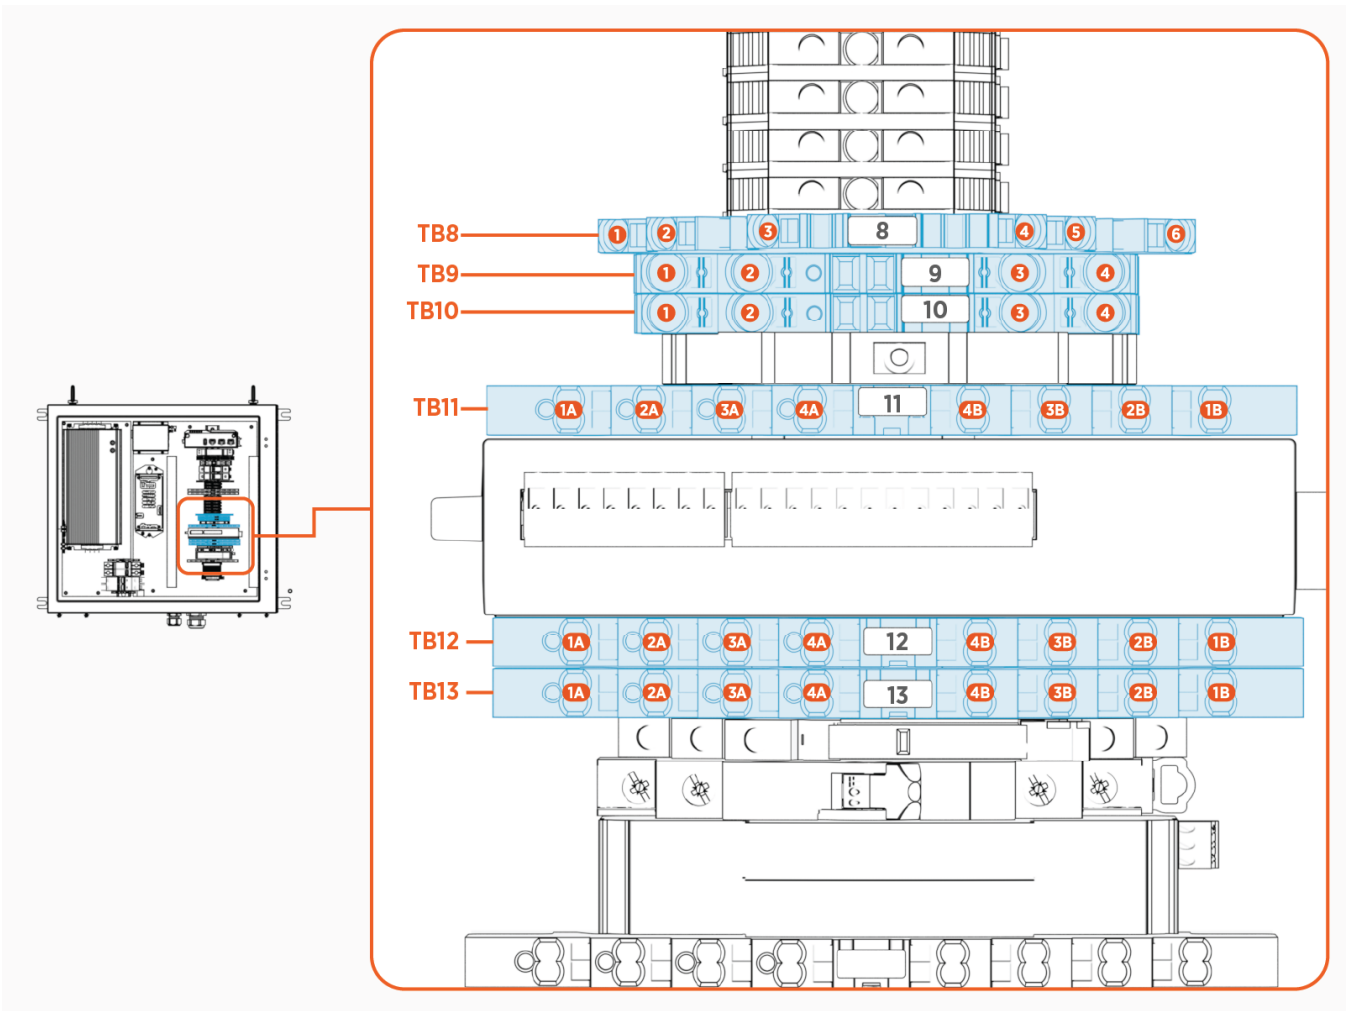 TB8 1 2 3 8 4 5 6
TB9 1 2 9 3 4
TB10 1 2 10 3 4
TB11 1A 2A 3A 4A 11 4B 3B 2B 1B
TB12 1A 2A 3A 4A 12 4B 3B 2B 1B
TB13 1A 2A 3A 4A 13 4B 3B 2B 1B